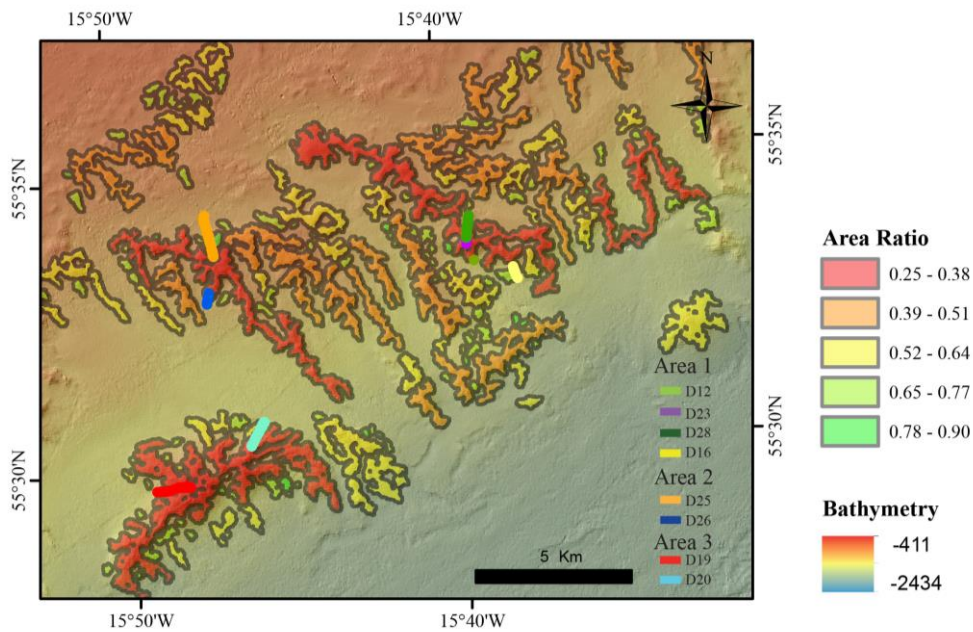 15°50'W 15°40'W
N
55°35'N
55°35'N
Area Ratio
0.25 - 0.38
0.39 - 0.51
0.52 - 0.64
0.65 - 0.77
0.78 - 0.90
Area 1
D12
D23
D28
D16
Area 2
D25
D26
Area 3
D19
D20
55°30'N
55°30'N
5 Km
Bathymetry
-411
-2434
15°50'W 15°40'W